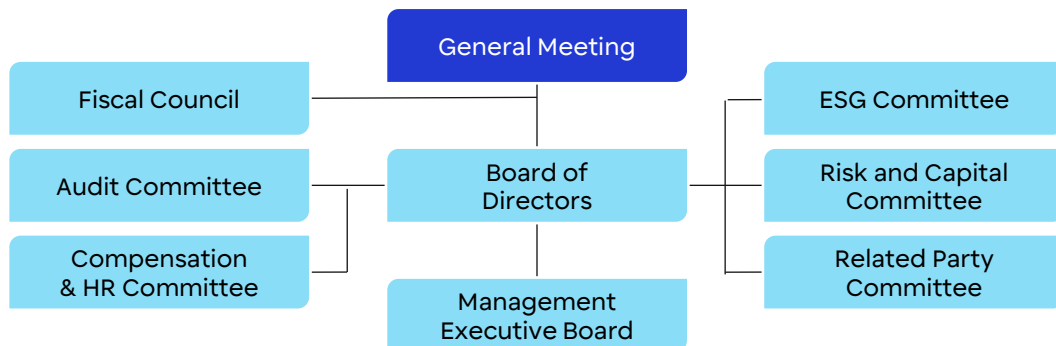 General Meeting
Fiscal Council
ESG Committee
Audit Committee
Board of
Directors
Risk and Capital
Committee
Compensation
& HR Committee
Related Party
Committee
Management
Executive Board